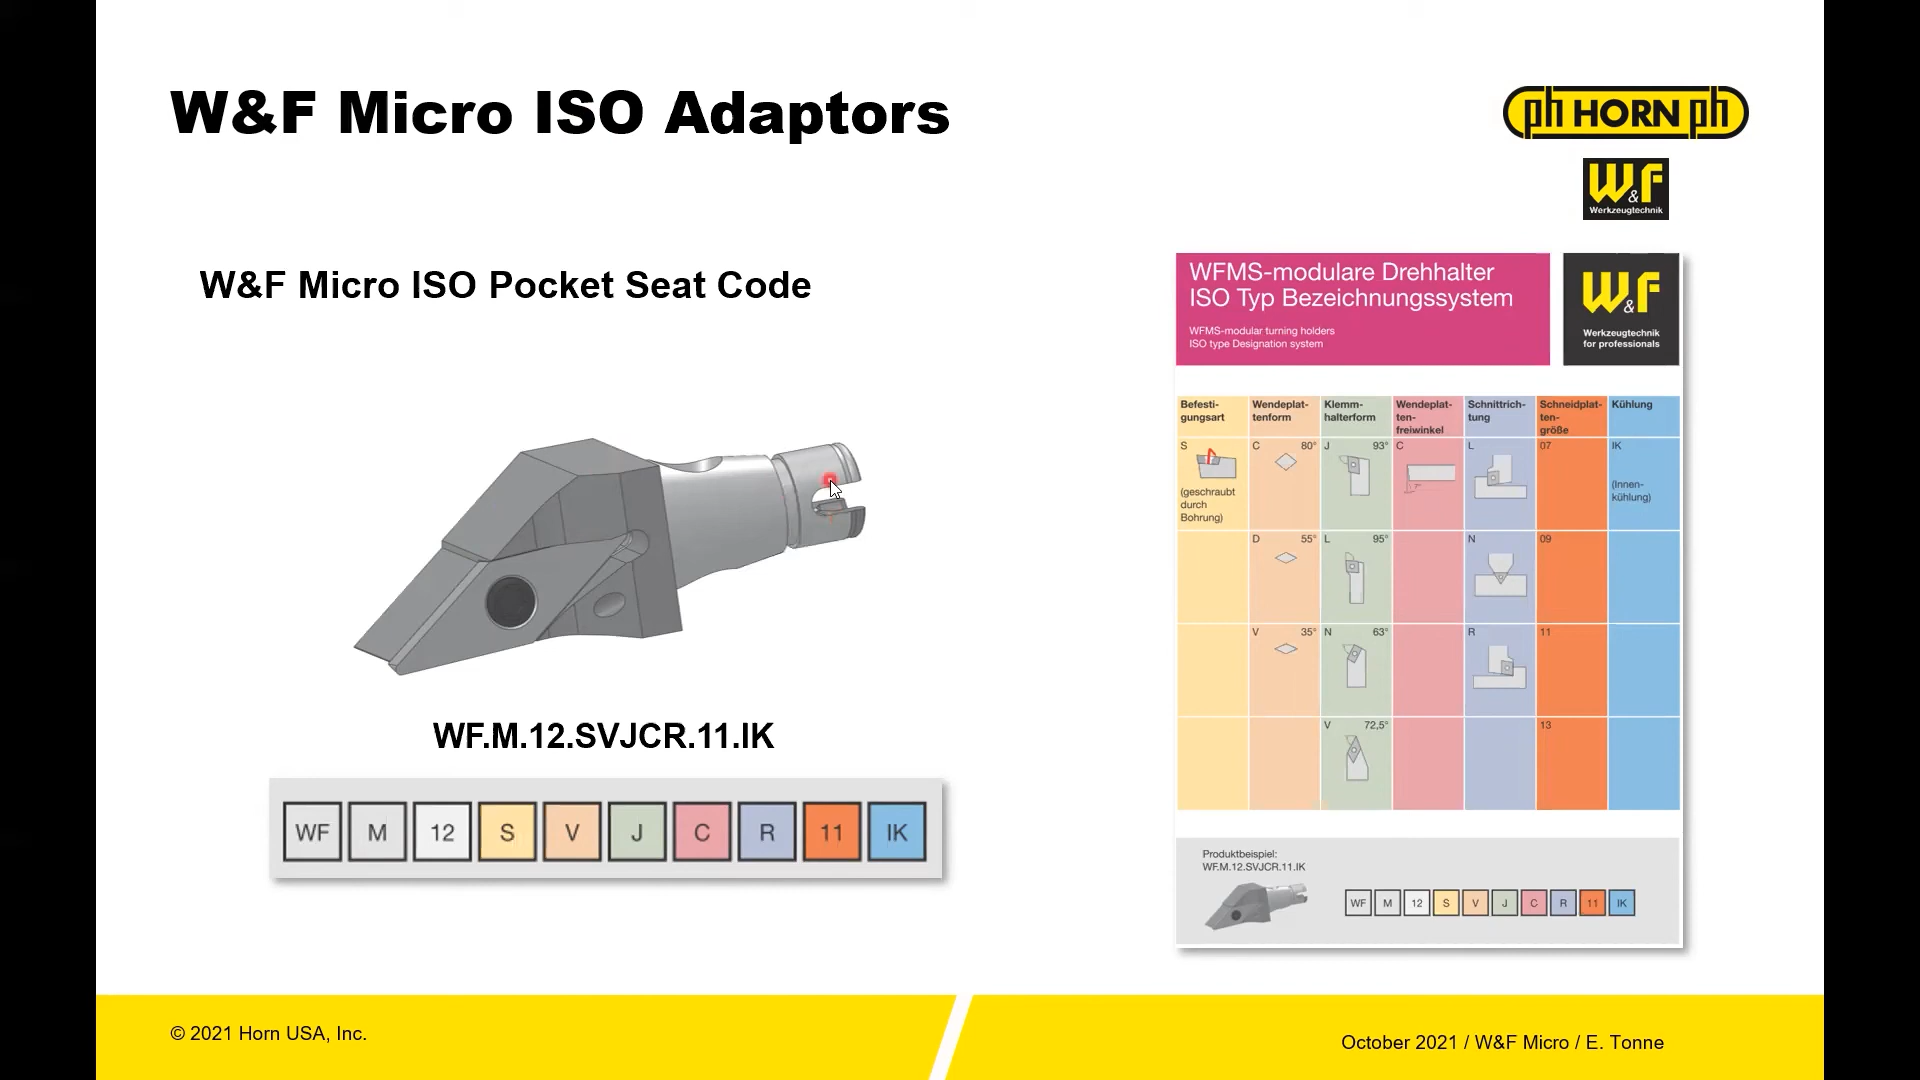 W&F Micro ISO Adaptors
ph HORN ph
W&F
Werkzeugtechnik
W&F Micro ISO Pocket Seat Code
WF.M.12.SVJCR.11.IK
WF M 12 S V J C R 11 IK
WFMS-modulare Drehhalter
ISO Typ Bezeichnungssystem
WFMS-modular turning holders
ISO type Designation system
W&F
Werkzeugtechnik
for professionals
Befesti-
gungsart
Wendeplat-
tenform
Klemm-
halterform
Wendeplat-
ten-
freiwinkel
Schnittrich-
tung
Schneidplat-
ten-
größe
Kühlung
S
(geschraubt
durch
Bohrung)
C 80°
J 93°
C
L
07
IK
(Innen-
kühlung)
D 55°
L 95°
N
09
V 35°
N 63°
R
11
V 72,5°
13
Produktbeispiel:
WF.M.12.SVJCR.11.IK
WF M 12 S V J C R 11 IK
© 2021 Horn USA, Inc.
October 2021 / W&F Micro / E. Tonne